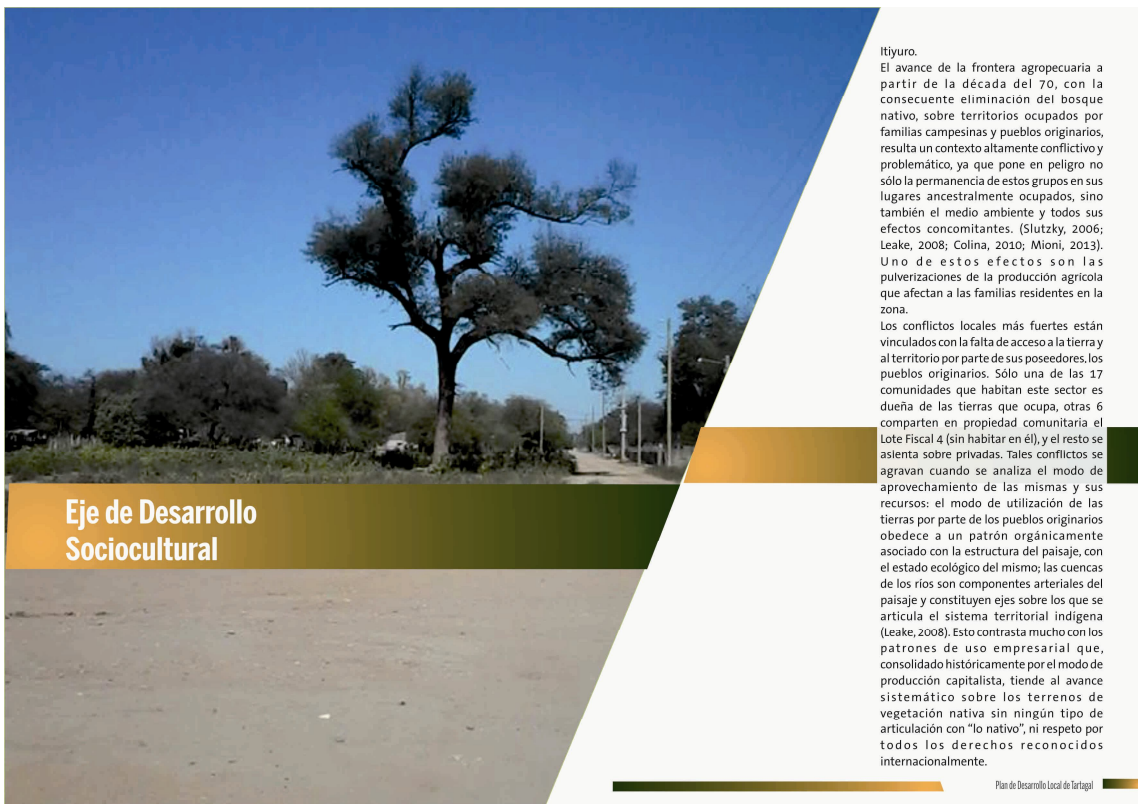 Eje de Desarrollo
Sociocultural
Itiyuro.
El avance de la frontera agropecuaria a
partir de la década del 70, con la
consecuente eliminación del bosque
nativo, sobre territorios ocupados por
familias campesinas y pueblos originarios,
resulta un contexto altamente conflictivo y
problemático, ya que pone en peligro no
sólo la permanencia de estos grupos en sus
lugares ancestralmente ocupados, sino
también el medio ambiente y todos sus
efectos concomitantes. (Slutzky, 2006;
Leake, 2008; Colina, 2010; Mioni, 2013).
Uno de estos efectos son las
pulverizaciones de la producción agrícola
que afectan a las familias residentes en la
zona.
Los conflictos locales más fuertes están
vinculados con la falta de acceso a la tierra y
al territorio por parte de sus poseedores, los
pueblos originarios. Sólo una de las 17
comunidades que habitan este sector es
dueña de las tierras que ocupa, otras 6
comparten en propiedad comunitaria el
Lote Fiscal 4 (sin habitar en él), y el resto se
asienta sobre privadas. Tales conflictos se
agravan cuando se analiza el modo de
aprovechamiento de las mismas y sus
recursos: el modo de utilización de las
tierras por parte de los pueblos originarios
obedece a un patrón orgánicamente
asociado con la estructura del paisaje, con
el estado ecológico del mismo; las cuencas
de los ríos son componentes arteriales del
paisaje y constituyen ejes sobre los que se
articula el sistema territorial indígena
(Leake, 2008). Esto contrasta mucho con los
patrones de uso empresarial que,
consolidado históricamente por el modo de
producción capitalista, tiende al avance
sistemático sobre los terrenos de
vegetación nativa sin ningún tipo de
articulación con "lo nativo", ni respeto por
todos los derechos reconocidos
internacionalmente.
Plan de Desarrollo Local de Tartagal